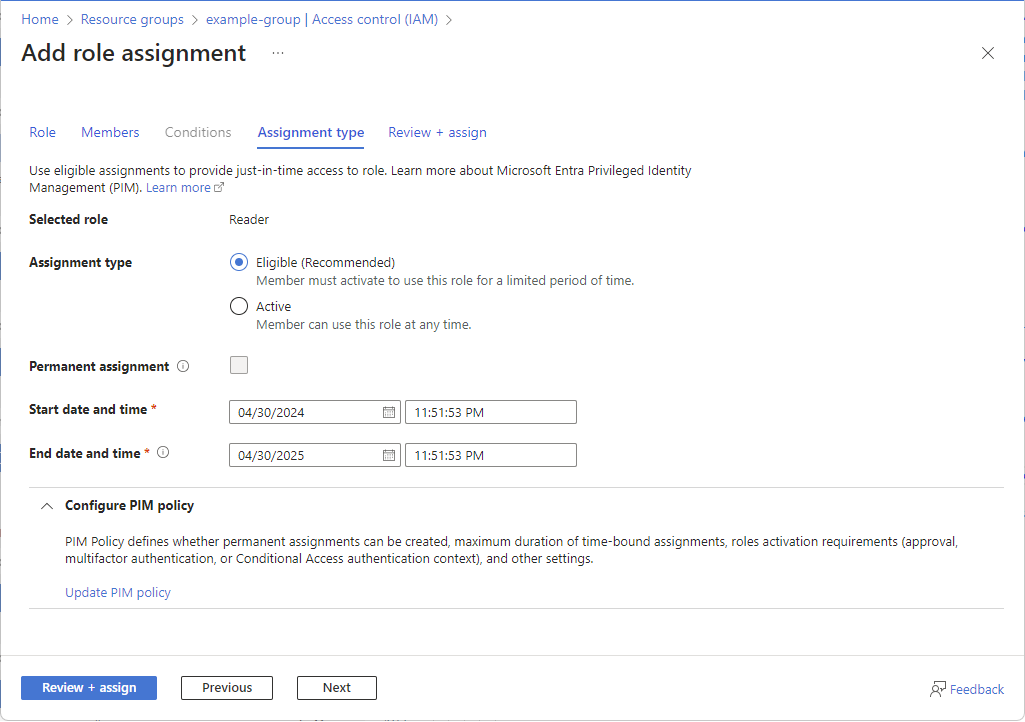 Home > Resource groups > example-group | Access control (IAM) >
Add role assignment ...
Role Members Conditions Assignment type Review + assign
Use eligible assignments to provide just-in-time access to role. Learn more about Microsoft Entra Privileged Identity
Management (PIM). Learn more
Selected role Reader
Assignment type Eligible (Recommended)
Member must activate to use this role for a limited period of time.
Active
Member can use this role at any time.
Permanent assignment
Start date and time * 04/30/2024 11:51:53 PM
End date and time * 04/30/2025 11:51:53 PM
Configure PIM policy
PIM Policy defines whether permanent assignments can be created, maximum duration of time-bound assignments, roles activation requirements (approval,
multifactor authentication, or Conditional Access authentication context), and other settings.
Update PIM policy
Review + assign Previous Next Feedback